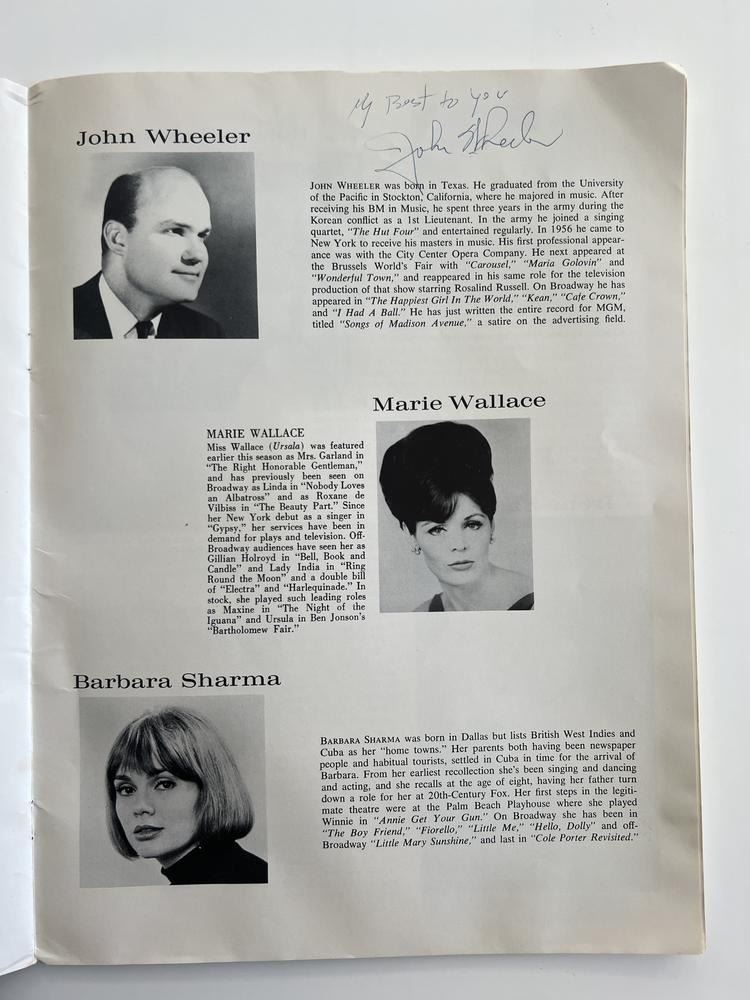 My Best to you
John Wheeler
John Wheeler
JOHN WHEELER was born in Texas. He graduated from the University
of the Pacific in Stockton, California, where he majored in music. After
receiving his BM in Music, he spent three years in the army during the
Korean conflict as a 1st Lieutenant. In the army he joined a singing
quartet, "The Hut Four" and entertained regularly. In 1956 he came to
New York to receive his masters in music. His first professional appear-
ance was with the City Center Opera Company. He next appeared at
the Brussels World's Fair with "Carousel," "Maria Golovin" and
"Wonderful Town," and reappeared in his same role for the television
production of that show starring Rosalind Russell. On Broadway he has
appeared in "The Happiest Girl In The World," "Kean," "Cafe Crown,"
and "I Had A Ball." He has just written the entire record for MGM,
titled "Songs of Madison Avenue," a satire on the advertising field.
Marie Wallace
MARIE WALLACE
Miss Wallace (Ursala) was featured
earlier this season as Mrs. Garland in
"The Right Honorable Gentleman,"
and has previously been seen on
Broadway as Linda in "Nobody Loves
an Albatross" and as Roxane de
Vilbiss in "The Beauty Part." Since
her New York debut as a singer in
"Gypsy," her services have been in
demand for plays and television. Off-
Broadway audiences have seen her as
Gillian Holroyd in "Bell, Book and
Candle" and Lady India in "Ring
Round the Moon" and a double bill
of "Electra" and "Harlequinade." In
stock, she played such leading roles
as Maxine in "The Night of the
Iguana" and Ursula in Ben Jonson's
"Bartholomew Fair."
Barbara Sharma
BARBARA SHARMA was born in Dallas but lists British West Indies and
Cuba as her "home towns." Her parents both having been newspaper
people and habitual tourists, settled in Cuba in time for the arrival of
Barbara. From her earliest recollection she's been singing and dancing
and acting, and she recalls at the age of eight, having her father turn
down a role for her at 20th-Century Fox. Her first steps in the legiti-
mate theatre were at the Palm Beach Playhouse where she played
Winnie in "Annie Get Your Gun." On Broadway she has been in
"The Boy Friend," "Fiorello," "Little Me," "Hello, Dolly" and off-
Broadway "Little Mary Sunshine," and last in "Cole Porter Revisited."